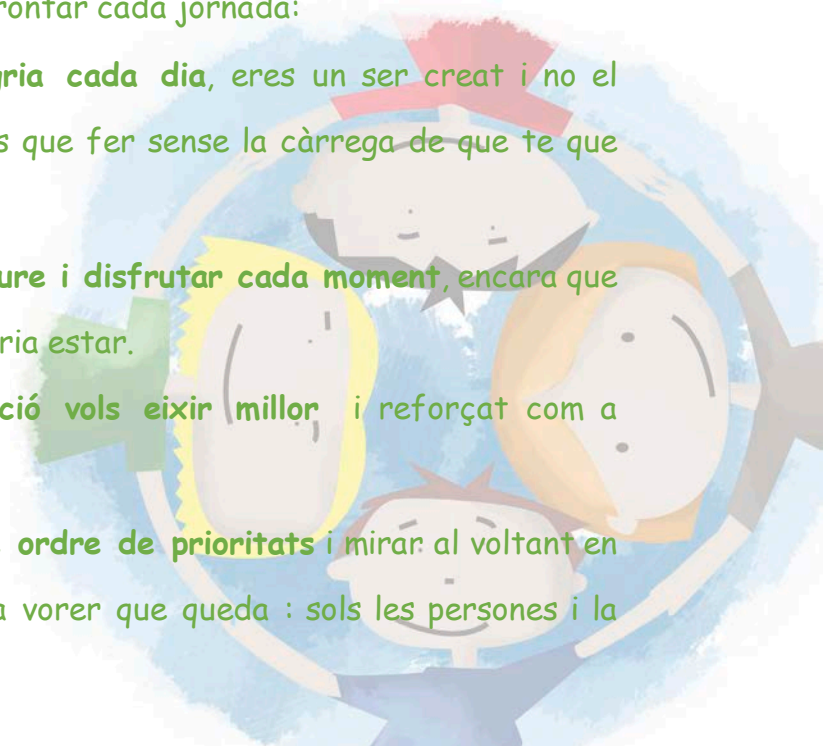 rontar cada jornada:
gria cada dia, eres un ser creat i no el
s que fer sense la càrrega de que te que
ure i disfrutar cada moment, encara que
ria estar.
ció vols eixir millor i reforçat com a
ordre de prioritats i mirar al voltant en
a vorer que queda : sols les persones i la